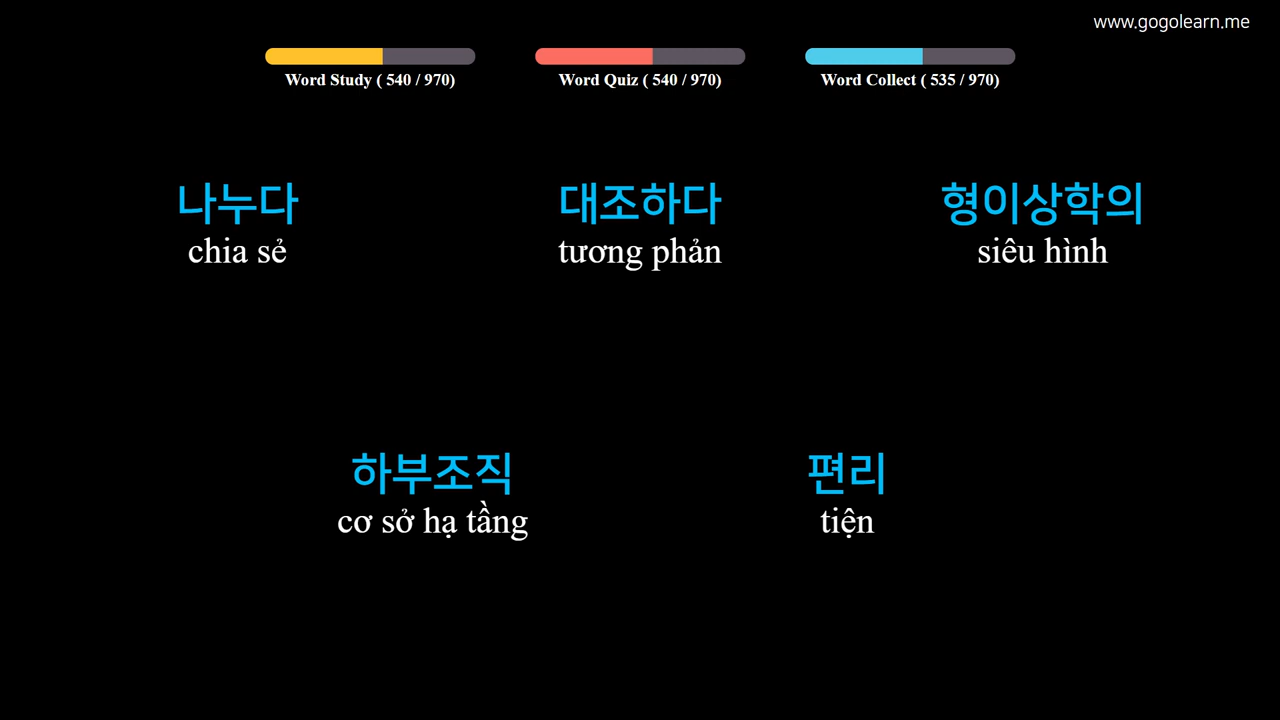 www.gogolearn.me
Word Study ( 540 / 970)
Word Quiz ( 540 / 970)
Word Collect ( 535 / 970)
나누다
chia sẻ
대조하다
tương phản
형이상학의
siêu hình
하부조직
cơ sở hạ tầng
편리
tiện